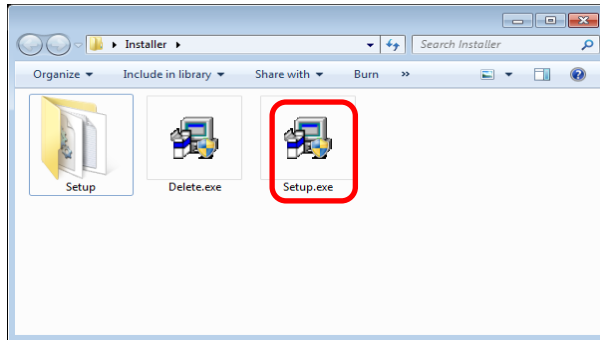 Installer
Search Installer
Organize Include in library Share with Burn »
Setup Delete.exe Setup.exe